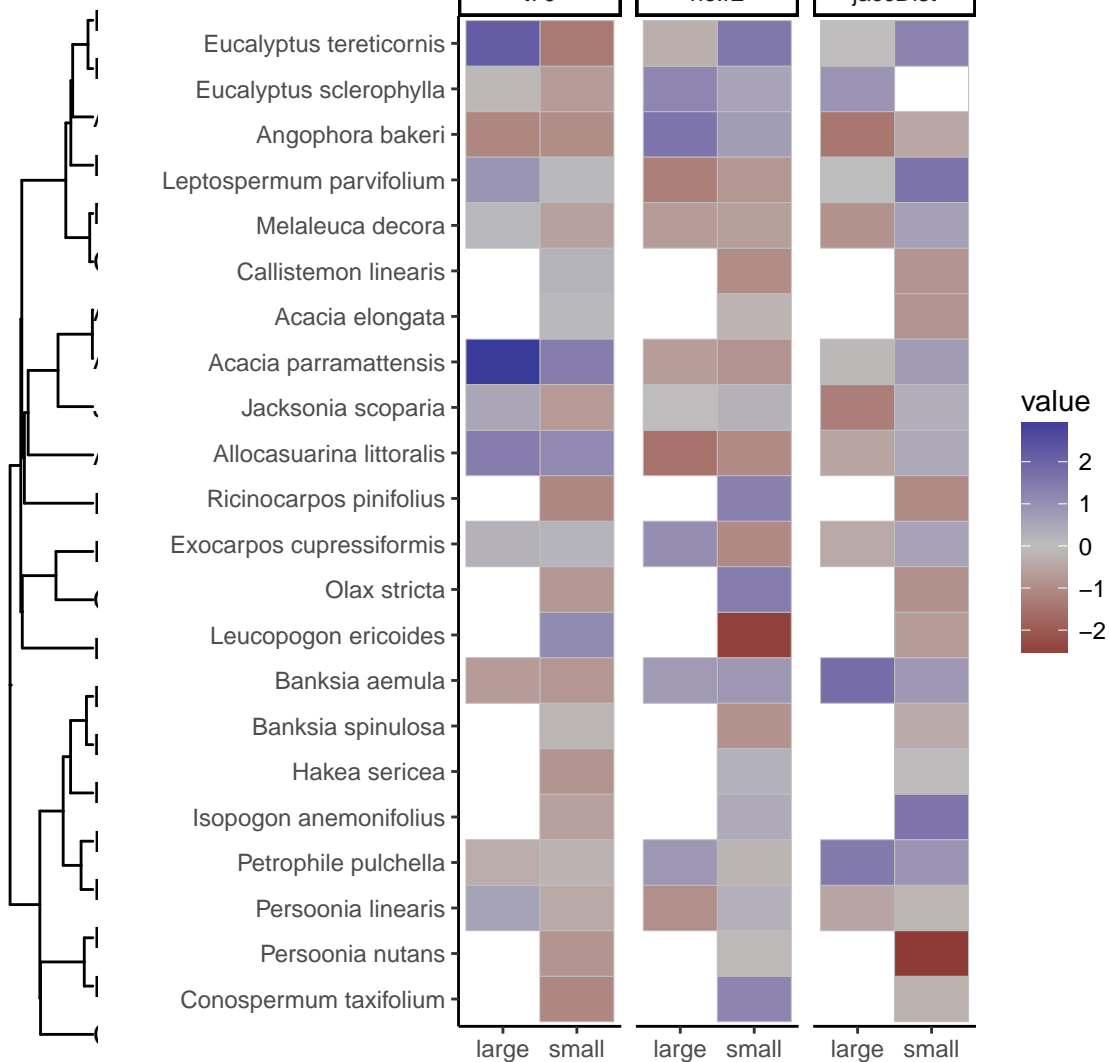 Eucalyptus tereticornis
Eucalyptus sclerophylla
Angophora bakeri
Leptospermum parvifolium
Melaleuca decora
Callistemon linearis
Acacia elongata
Acacia parramattensis
Jacksonia scoparia
Allocasuarina littoralis
Ricinocarpos pinifolius
Exocarpos cupressiformis
Olax stricta
Leucopogon ericoides
Banksia aemula
Banksia spinulosa
Hakea sericea
Isopogon anemonifolius
Petrophile pulchella
Persoonia linearis
Persoonia nutans
Conospermum taxifolium
large small large small large small
value
2
1
0
−1
−2